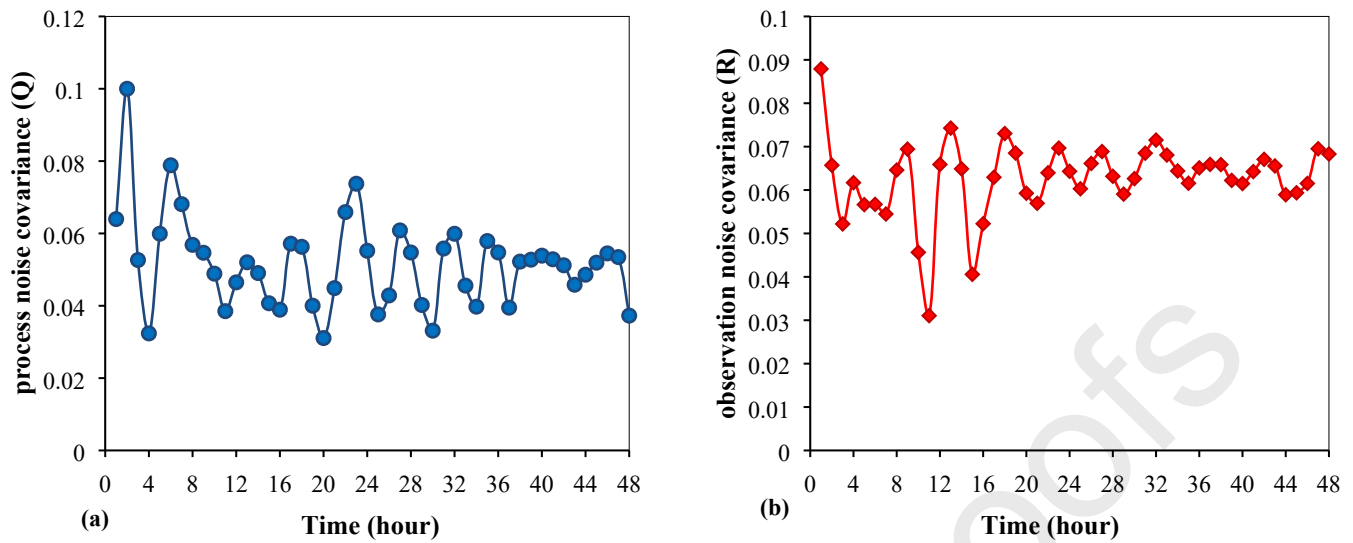 process noise covariance (Q)
0.12
0.1
0.08
0.06
0.04
0.02
0
0 4 8 12 16 20 24 28 32 36 40 44 48
(a)
Time (hour)
observation noise covariance (R)
0.1
0.09
0.08
0.07
0.06
0.05
0.04
0.03
0.02
0.01
0
0 4 8 12 16 20 24 28 32 36 40 44 48
(b)
Time (hour)
oofs